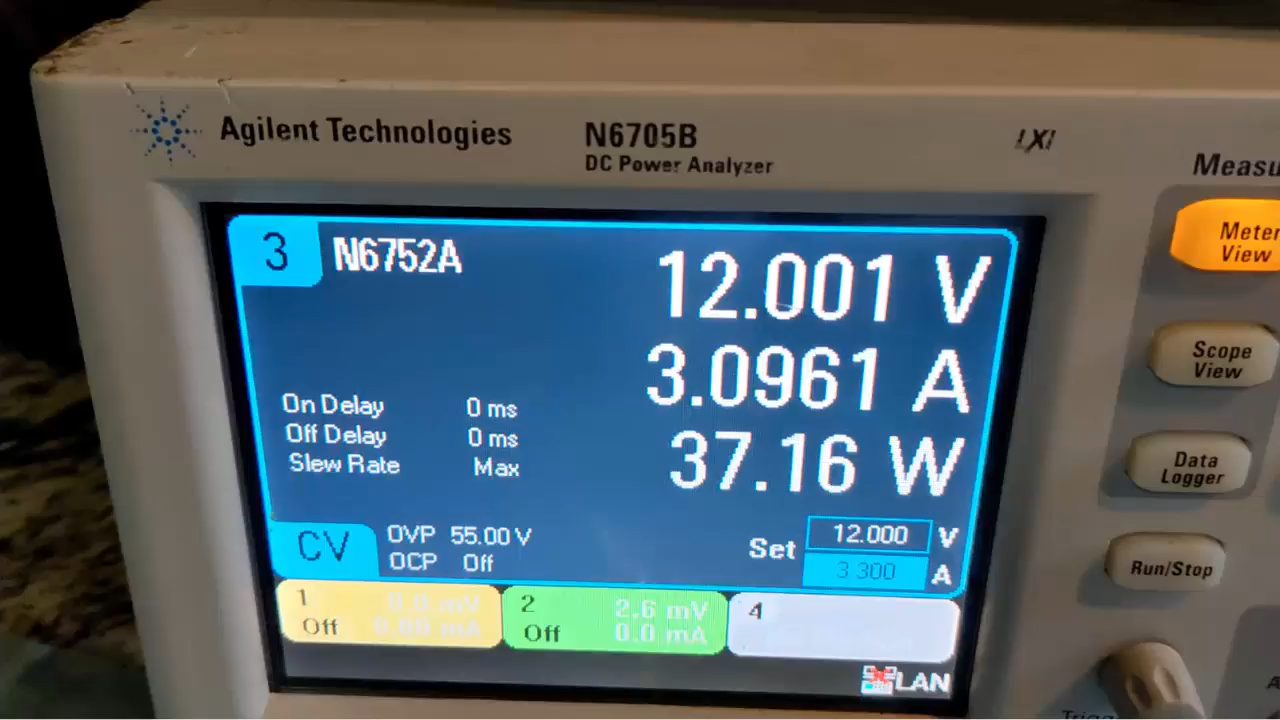 Agilent Technologies
N6705B
DC Power Analyzer
LXI
Measu
Meter
View
3
N6752A
12.001 V
3.0961 A
37.16 W
On Delay 0 ms
Off Delay 0 ms
Slew Rate Max
CV
OVP 55.00 V
OCP Off
Set
12.000 V
3.300 A
1
Off
2 2.6 mV
Off 0.0 mA
4
LAN
Scope
View
Data
Logger
Run/Stop